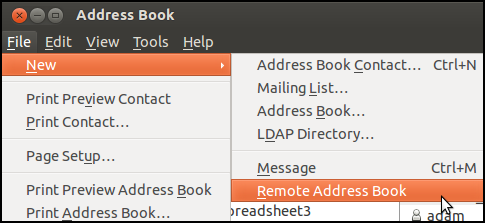 Address Book
File Edit View Tools Help
New
Print Preview Contact
Print Contact...
Page Setup...
Print Preview Address Book
Print Address Book...
Address Book Contact... Ctrl+N
Mailing List...
Address Book...
LDAP Directory...
Message Ctrl+M
Remote Address Book
preadsheet3
adam